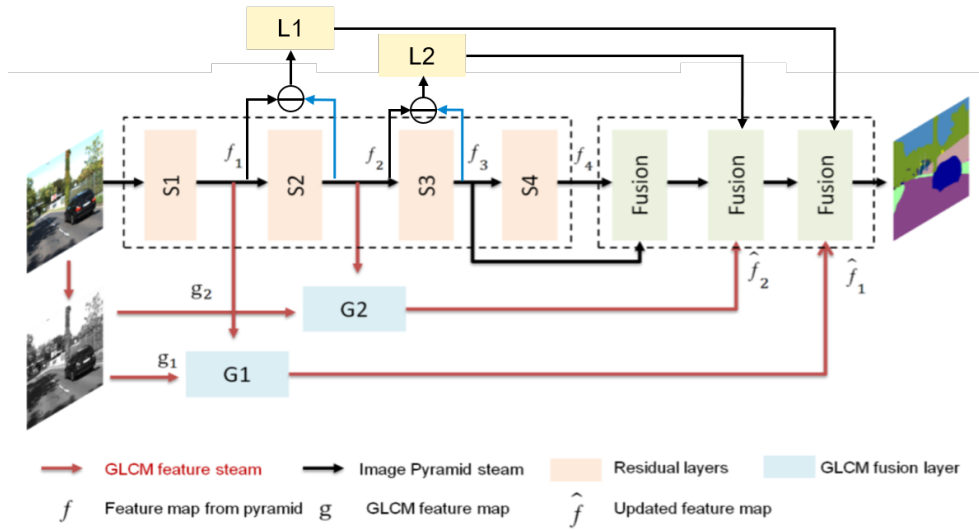 L1
L2
f1
f2
f3
f4
S1
S2
S3
S4
Fusion
Fusion
Fusion
g2
G2
f̂2
f̂1
g1
G1
GLCM feature steam
Image Pyramid steam
Residual layers
GLCM fusion layer
f Feature map from pyramid
g GLCM feature map
f̂ Updated feature map